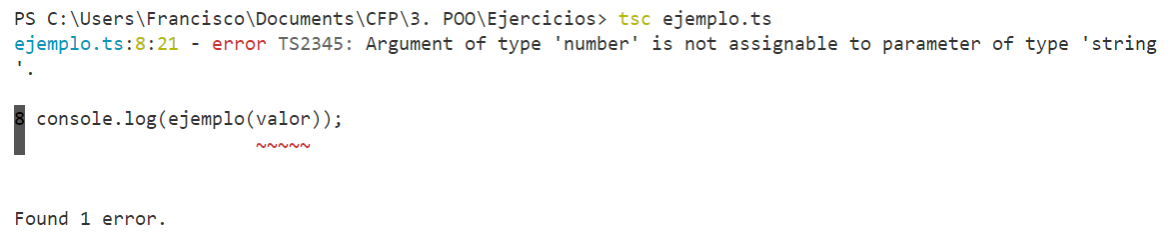 PS C:\Users\Francisco\Documents\CFP\3. POO\Ejercicios> tsc ejemplo.ts
ejemplo.ts:8:21 - error TS2345: Argument of type 'number' is not assignable to parameter of type 'string
'.
8 console.log(ejemplo(valor));
~~~~~
Found 1 error.